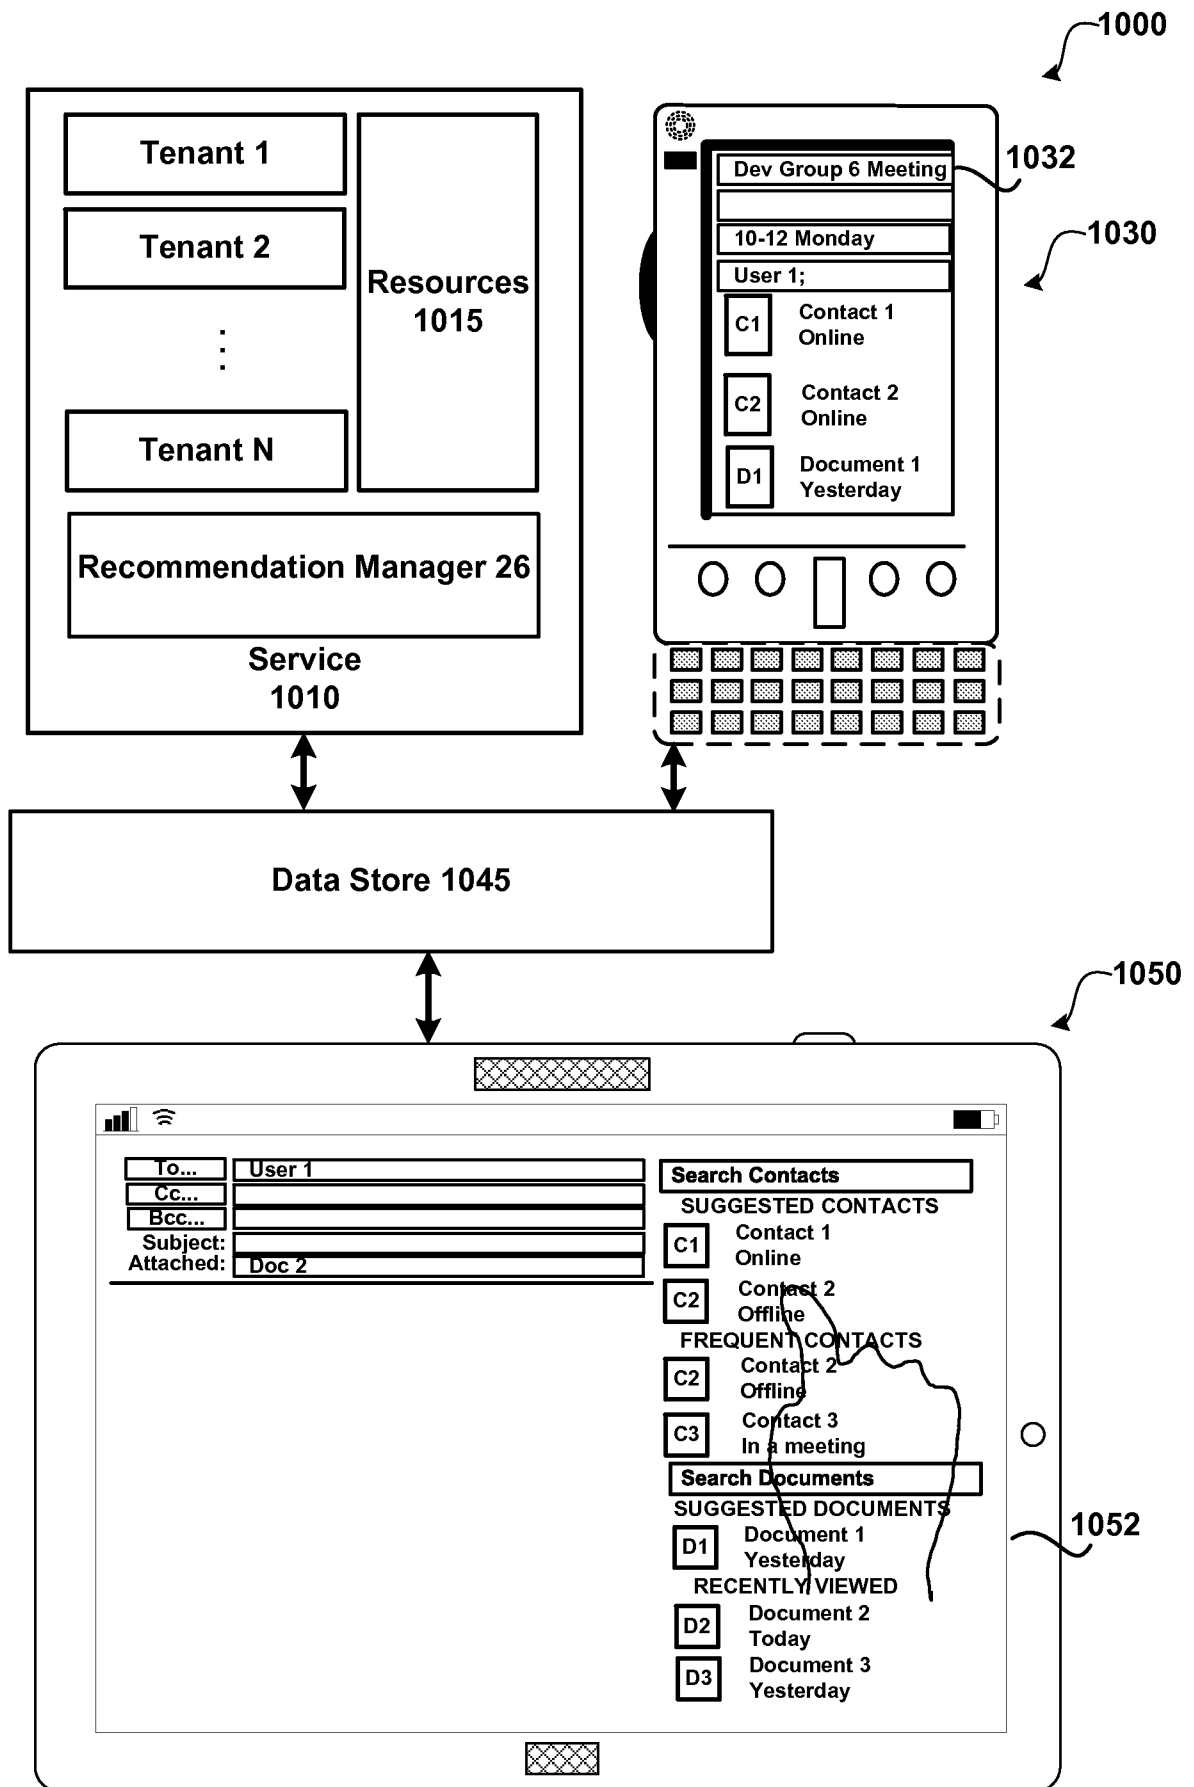 1000
Tenant 1
Tenant 2
⋮
Tenant N
Resources
1015
Recommendation Manager 26
Service
1010
Dev Group 6 Meeting
10-12 Monday
User 1;
C1
Contact 1
Online
C2
Contact 2
Online
D1
Document 1
Yesterday
1032
1030
Data Store 1045
1050
To...
User 1
Cc...
Bcc...
Subject:
Attached:
Doc 2
Search Contacts
SUGGESTED CONTACTS
C1
Contact 1
Online
C2
Contact 2
Offline
FREQUENT CONTACTS
C2
Contact 2
Offline
C3
Contact 3
In a meeting
Search Documents
SUGGESTED DOCUMENTS
D1
Document 1
Yesterday
RECENTLY VIEWED
D2
Document 2
Today
D3
Document 3
Yesterday
1052